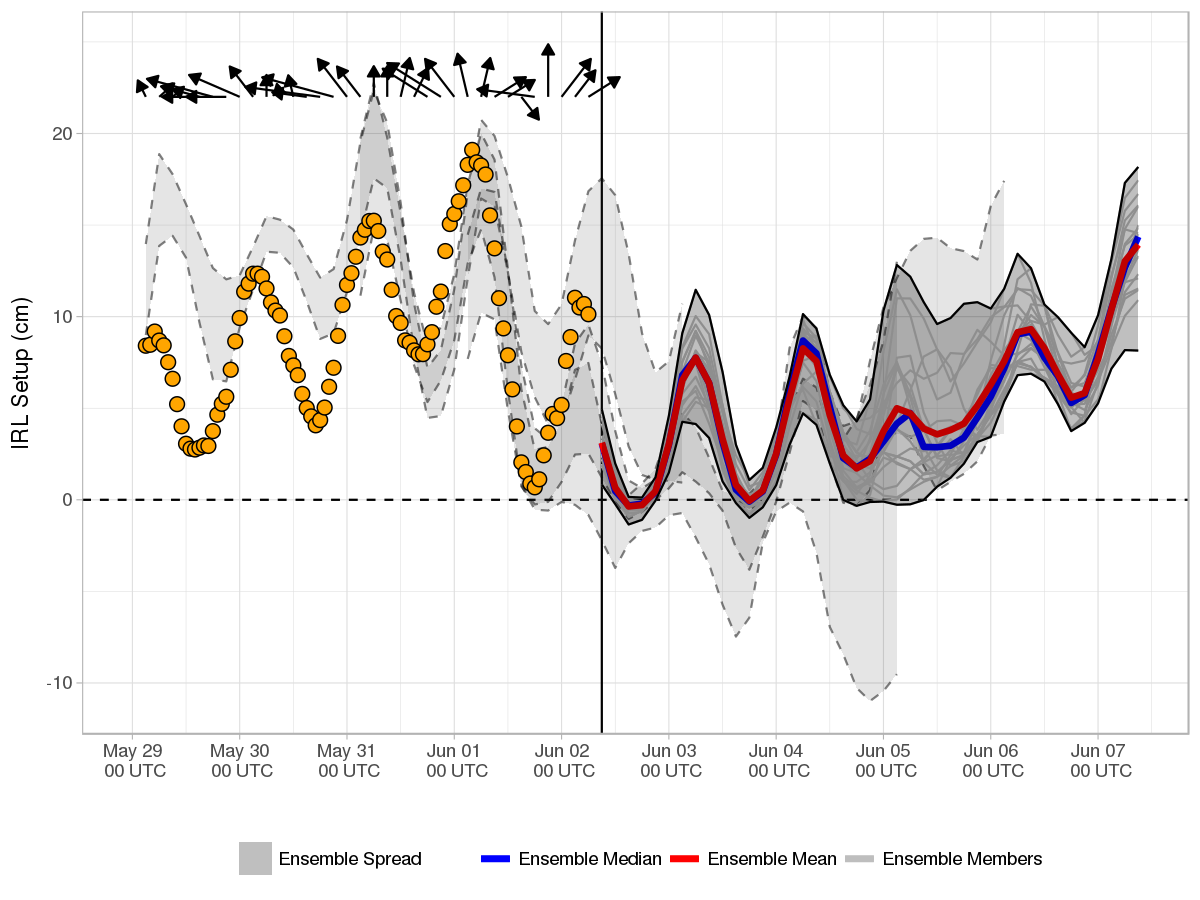 IRL Setup (cm)
20
10
0
-10
May 29 May 30 May 31 Jun 01 Jun 02 Jun 03 Jun 04 Jun 05 Jun 06 Jun 07
00 UTC 00 UTC 00 UTC 00 UTC 00 UTC 00 UTC 00 UTC 00 UTC 00 UTC 00 UTC
Ensemble Spread Ensemble Median Ensemble Mean Ensemble Members